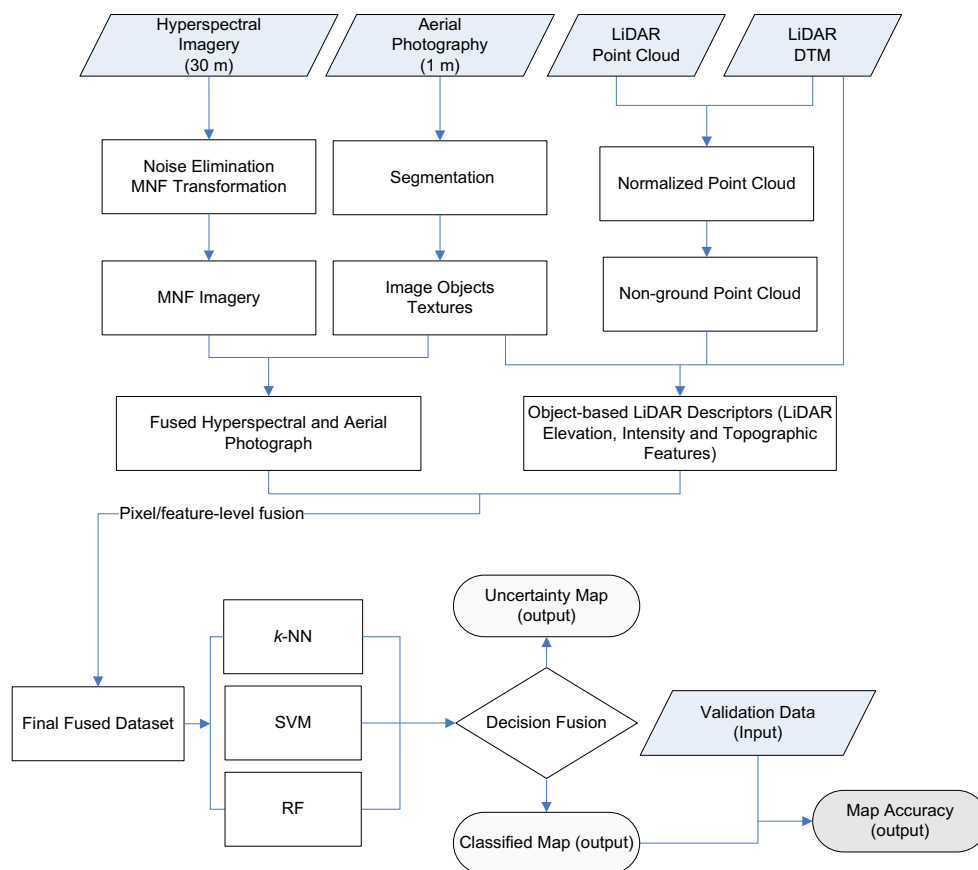 Hyperspectral
Imagery
(30 m)
Aerial
Photography
(1 m)
LiDAR
Point Cloud
LiDAR
DTM
Noise Elimination
MNF Transformation
Segmentation
Normalized Point Cloud
MNF Imagery
Image Objects
Textures
Non-ground Point Cloud
Fused Hyperspectral and Aerial
Photograph
Object-based LiDAR Descriptors (LiDAR
Elevation, Intensity and Topographic
Features)
Pixel/feature-level fusion
Uncertainty Map
(output)
k-NN
Final Fused Dataset
SVM
Decision Fusion
Validation Data
(Input)
RF
Classified Map (output)
Map Accuracy
(output)